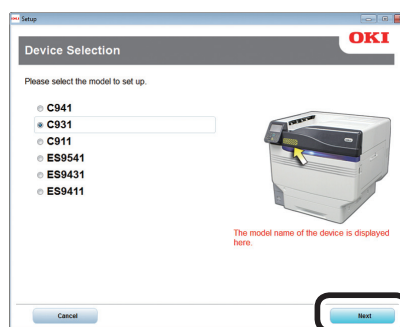 Setup
OKI
Device Selection
Please select the model to set up.
C941
C931
C911
ES9541
ES9431
ES9411
The model name of the device is displayed
here.
Cancel
Next